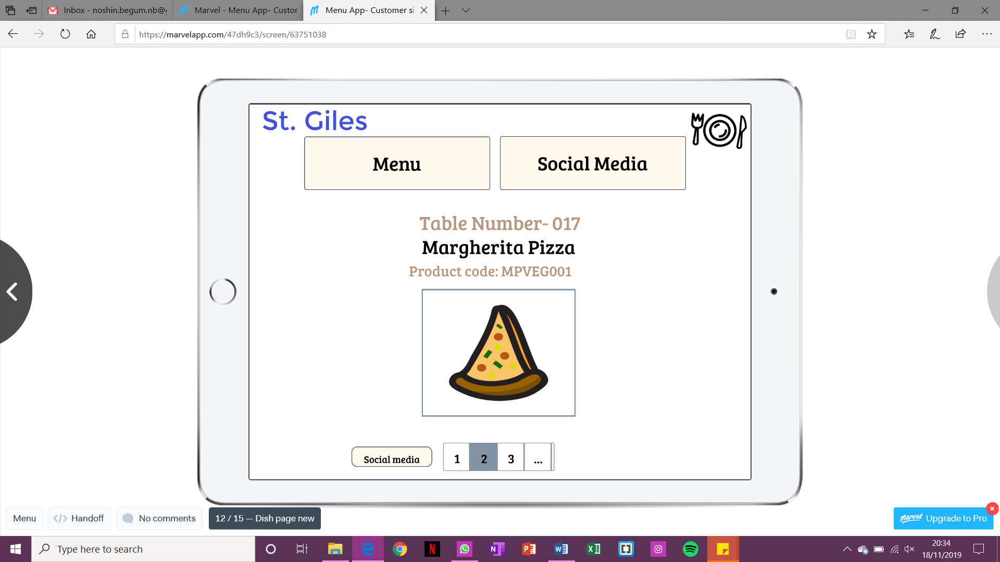 Inbox - noshin.begum.nb@g
Marvel - Menu App- Custor
Menu App- Customer si
https://marvelapp.com/47dh9c3/screen/63751038
St. Giles
Menu
Social Media
Table Number- 017
Margherita Pizza
Product code: MPVEG001
Social media
1
2
3
...
Menu
</> Handoff
No comments
12 / 15 — Dish page new
Marvel Upgrade to Pro
Type here to search
20:34
18/11/2019